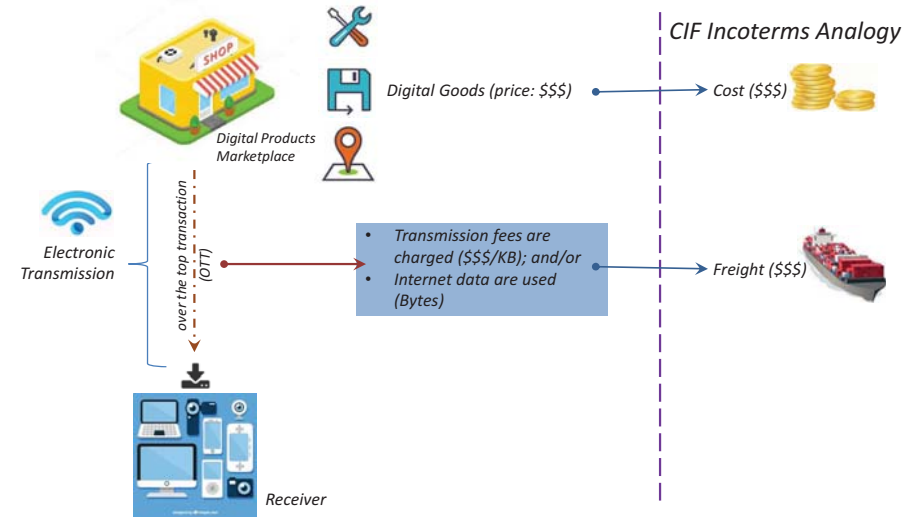 CIF Incoterms Analogy
SHOP
Digital Goods (price: $$$)
Cost ($$$)
Digital Products
Marketplace
over the top transaction
(OTT)
Electronic
Transmission
• Transmission fees are
charged ($$$/KB); and/or
• Internet data are used
(Bytes)
Freight ($$$)
Receiver